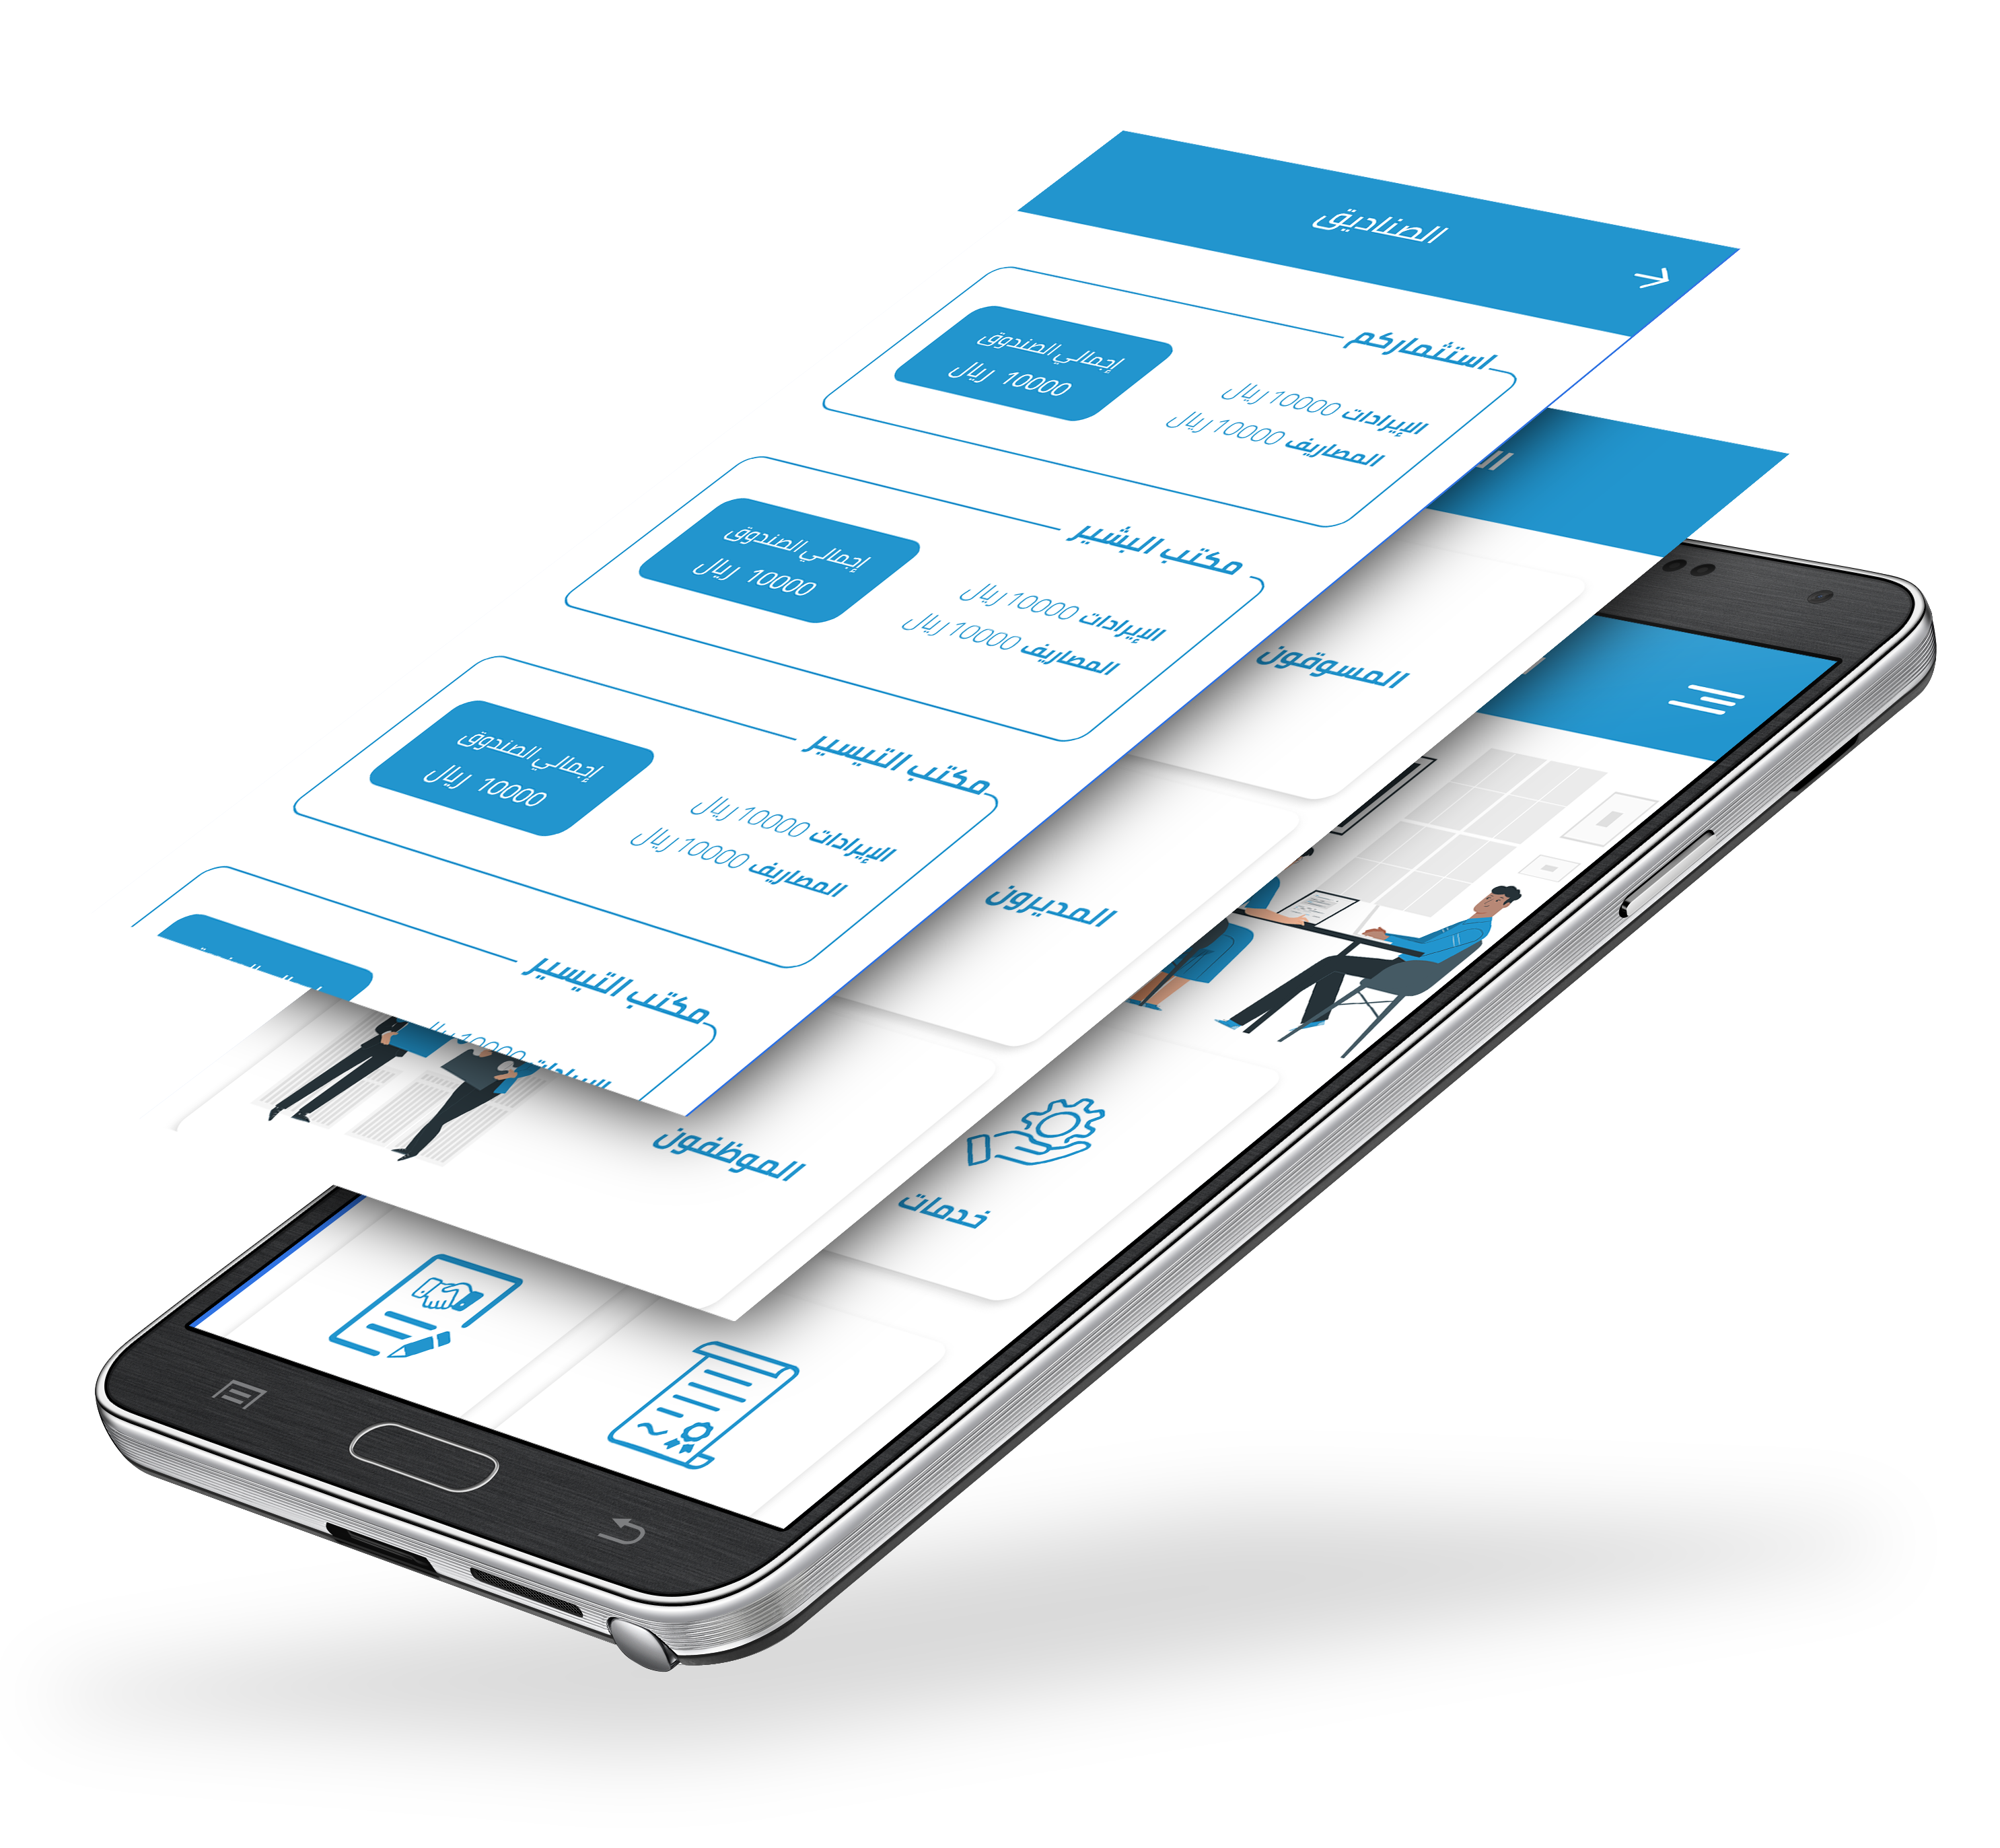 الصناديق
استثماركم
الإيرادات 10000 ريال
المصاريف 10000 ريال
إجمالي الصندوق
10000 ريال
مكتب البشير
الإيرادات 10000 ريال
المصاريف 10000 ريال
إجمالي الصندوق
10000 ريال
مكتب التيسير
الإيرادات 10000 ريال
المصاريف 10000 ريال
إجمالي الصندوق
10000 ريال
مكتب التيسير
الإيرادات 10000 ريال
المسوقون
المديرون
الموظفون
خدمات